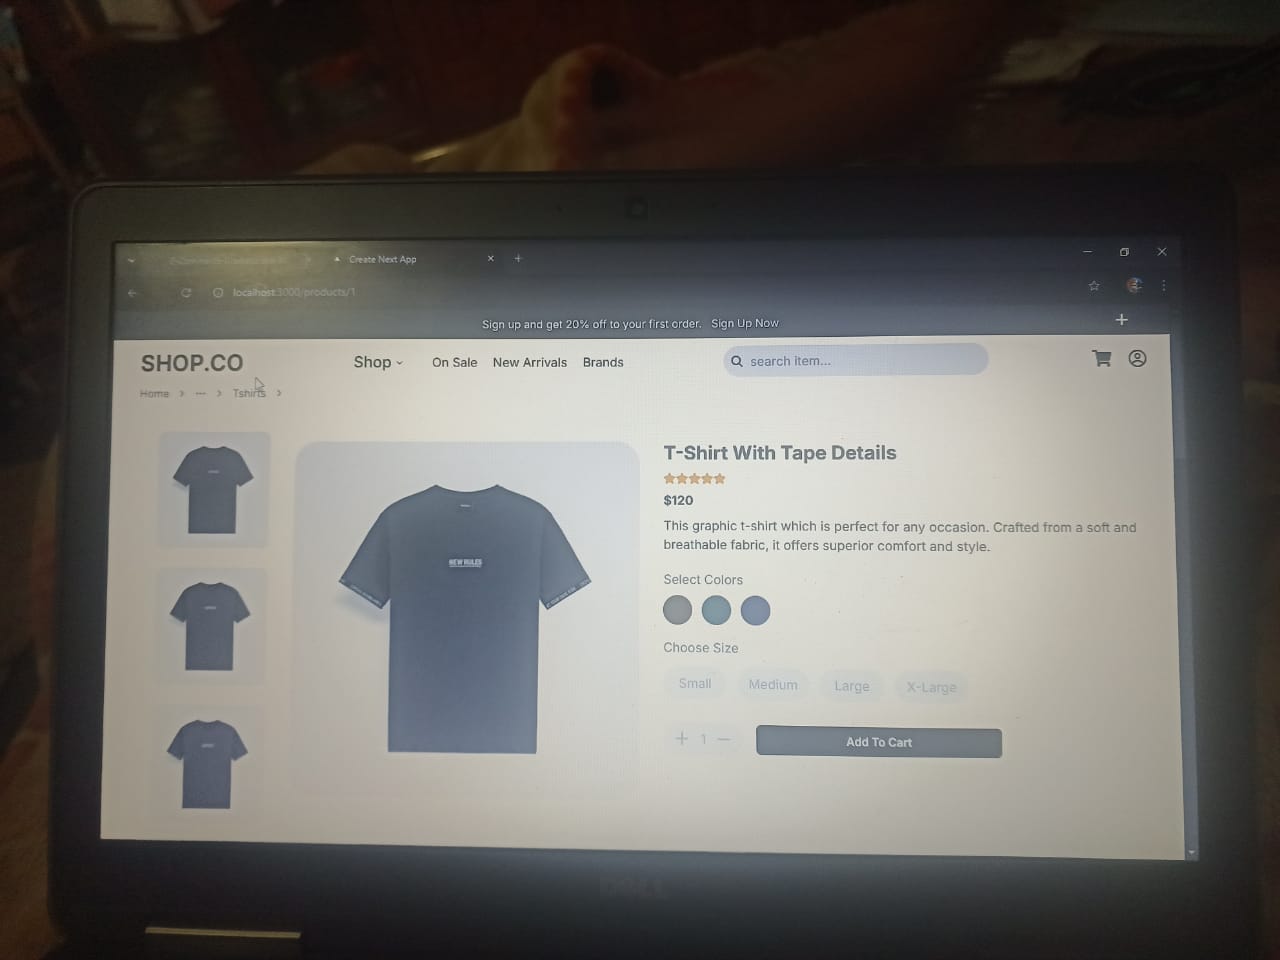 Create Next App
localhost:3000/products/1
Sign up and get 20% off to your first order. Sign Up Now
SHOP.CO
Shop On Sale New Arrivals Brands
search item...
Home > ... > Tshirts >
T-Shirt With Tape Details
$120
This graphic t-shirt which is perfect for any occasion. Crafted from a soft and
breathable fabric, it offers superior comfort and style.
NEW RULES
Select Colors
Choose Size
Small Medium Large X-Large
+ 1 −
Add To Cart
DELL